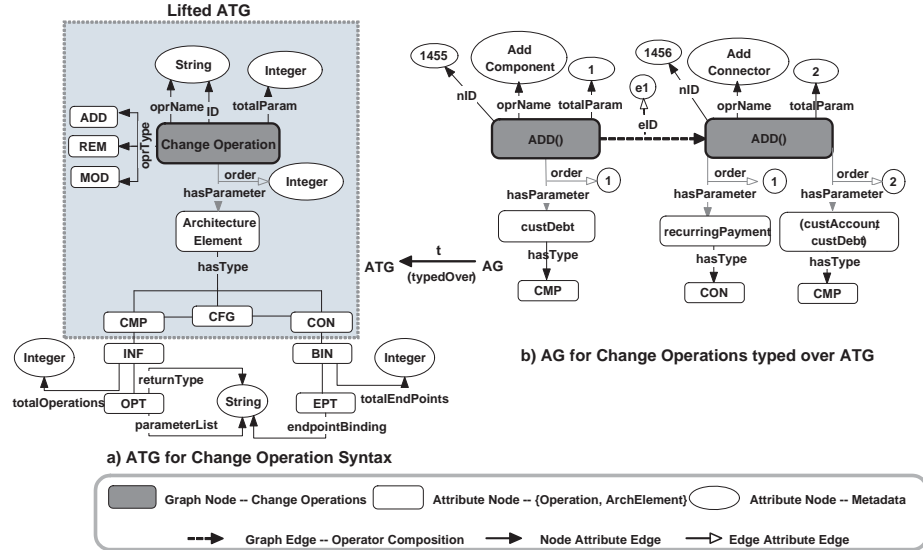 Lifted ATG
String
Integer
oprName
ID
totalParam
ADD
REM
MOD
oprType
Change Operation
order
hasParameter
Integer
Architecture
Element
hasType
CMP
CFG
CON
Integer
INF
BIN
Integer
returnType
totalOperations
OPT
String
EPT
totalEndPoints
parameterList
endpointBinding
a) ATG for Change Operation Syntax
ATG
t
(typedOver)
AG
1455
Add
Component
1
nID
oprName
totalParam
ADD()
e1
eID
1456
Add
Connector
2
nID
oprName
totalParam
ADD()
order
1
hasParameter
custDebt
hasType
CMP
order
1
hasParameter
recurringPayment
hasType
CON
order
2
hasParameter
(custAccount,
custDebt)
hasType
CMP
b) AG for Change Operations typed over ATG
Graph Node -- Change Operations
Attribute Node -- {Operation, ArchElement}
Attribute Node -- Metadata
Graph Edge -- Operator Composition
Node Attribute Edge
Edge Attribute Edge